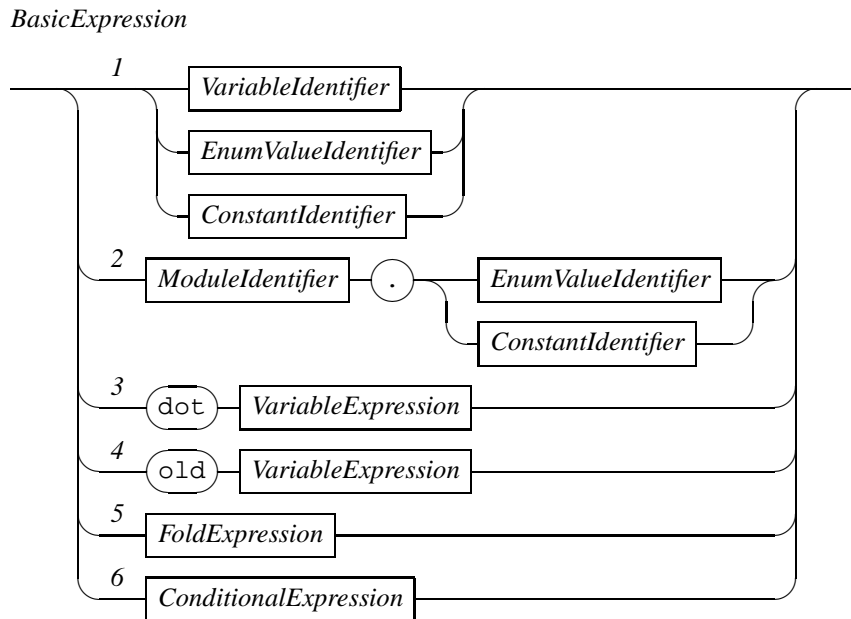 BasicExpression
1 VariableIdentifier
EnumValueIdentifier
ConstantIdentifier
2 ModuleIdentifier . EnumValueIdentifier
ConstantIdentifier
3 dot VariableExpression
4 old VariableExpression
5 FoldExpression
6 ConditionalExpression